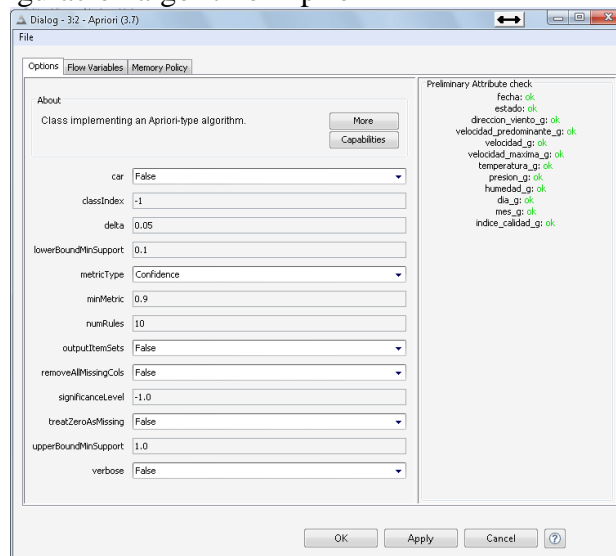 Dialog - 3:2 - Apriori (3.7)
File
Options Flow Variables Memory Policy
About
Class implementing an Apriori-type algorithm.
More
Capabilities
car False
classIndex -1
delta 0.05
lowerBoundMinSupport 0.1
metricType Confidence
minMetric 0.9
numRules 10
outputItemSets False
removeAllMissingCols False
significanceLevel -1.0
treatZeroAsMissing False
upperBoundMinSupport 1.0
verbose False
Preliminary Attribute check
fecha: ok
estado: ok
direccion_viento_g: ok
velocidad_predominante_g: ok
velocidad_g: ok
velocidad_maxima_g: ok
temperatura_g: ok
presion_g: ok
humedad_g: ok
dia_g: ok
mes_g: ok
indice_calidad_g: ok
OK Apply Cancel ?